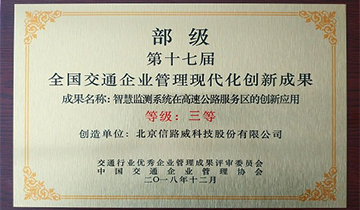 部级
第十七届
全国交通企业管理现代化创新成果
成果名称：智慧监测系统在高速公路服务区的创新应用
等级：三等
创造单位：北京信路威科技股份有限公司
交通行业优秀企业管理成果评审委员会
中国交通企业管理协会
二〇一八年十二月